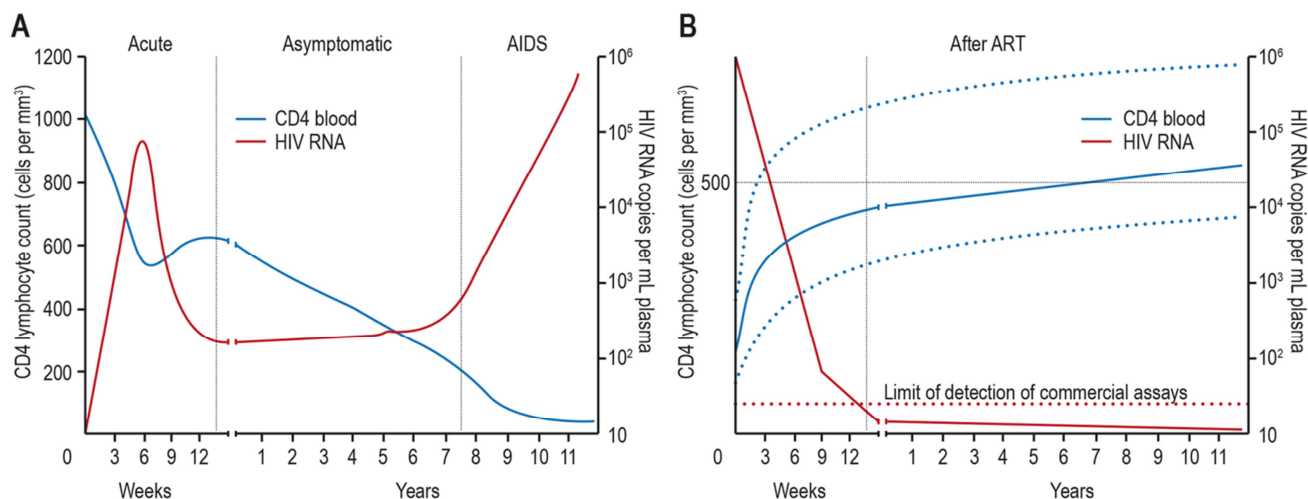 A
Acute
Asymptomatic
AIDS
CD4 lymphocyte count (cells per mm³)
1200
1000
800
600
400
200
CD4 blood
HIV RNA
10⁶
10⁵
10⁴
10³
10²
10
HIV RNA copies per mL plasma
0 3 6 9 12 1 2 3 4 5 6 7 8 9 10 11
Weeks Years
B
After ART
CD4 lymphocyte count (cells per mm³)
500
CD4 blood
HIV RNA
Limit of detection of commercial assays
10⁶
10⁵
10⁴
10³
10²
10
HIV RNA copies per mL plasma
0 3 6 9 12 1 2 3 4 5 6 7 8 9 10 11
Weeks Years